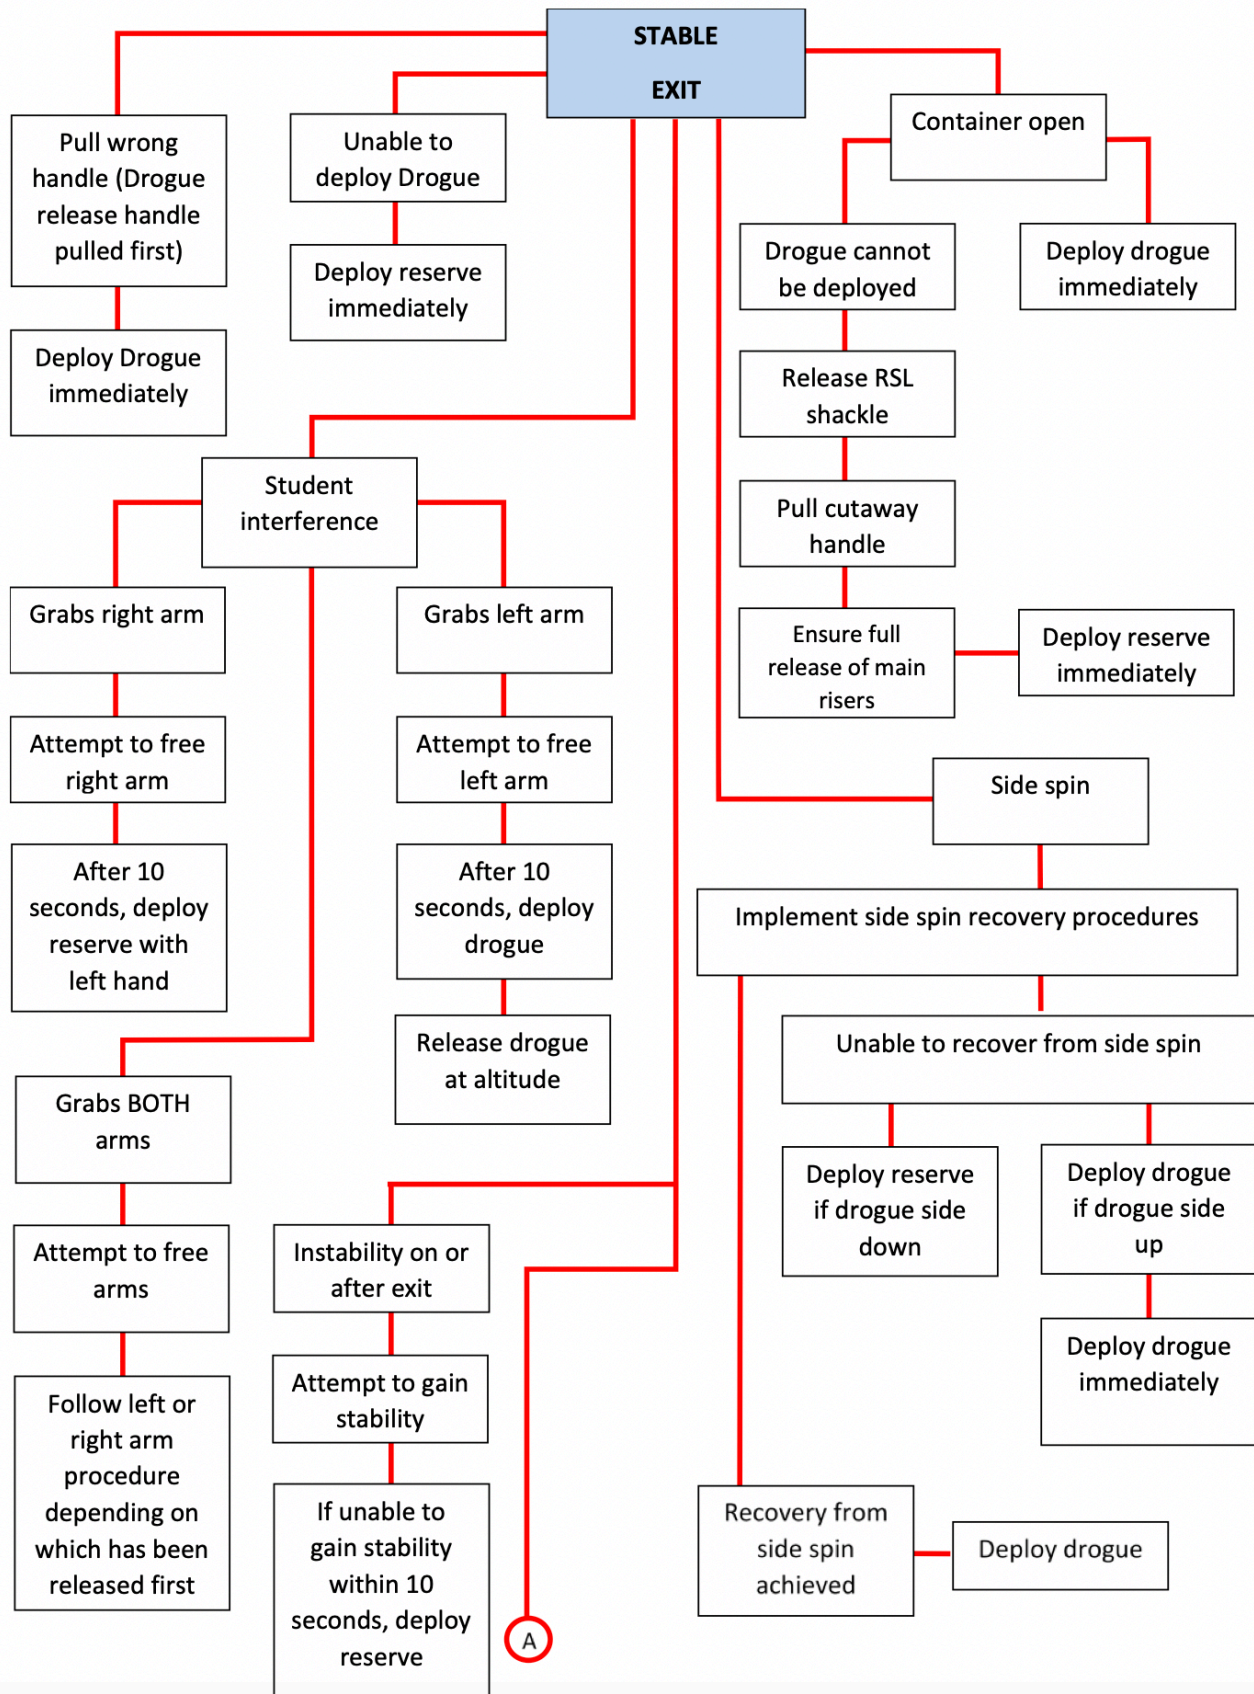 STABLE
EXIT
Pull wrong
handle (Drogue
release handle
pulled first)
Deploy Drogue
immediately
Unable to
deploy Drogue
Deploy reserve
immediately
Container open
Drogue cannot
be deployed
Release RSL
shackle
Pull cutaway
handle
Ensure full
release of main
risers
Deploy reserve
immediately
Deploy drogue
immediately
Student
interference
Grabs right arm
Attempt to free
right arm
After 10
seconds, deploy
reserve with
left hand
Grabs left arm
Attempt to free
left arm
After 10
seconds, deploy
drogue
Release drogue
at altitude
Grabs BOTH
arms
Attempt to free
arms
Follow left or
right arm
procedure
depending on
which has been
released first
Instability on or
after exit
Attempt to gain
stability
If unable to
gain stability
within 10
seconds, deploy
reserve
A
Side spin
Implement side spin recovery procedures
Unable to recover from side spin
Deploy reserve
if drogue side
down
Deploy drogue
if drogue side
up
Deploy drogue
immediately
Recovery from
side spin
achieved
Deploy drogue